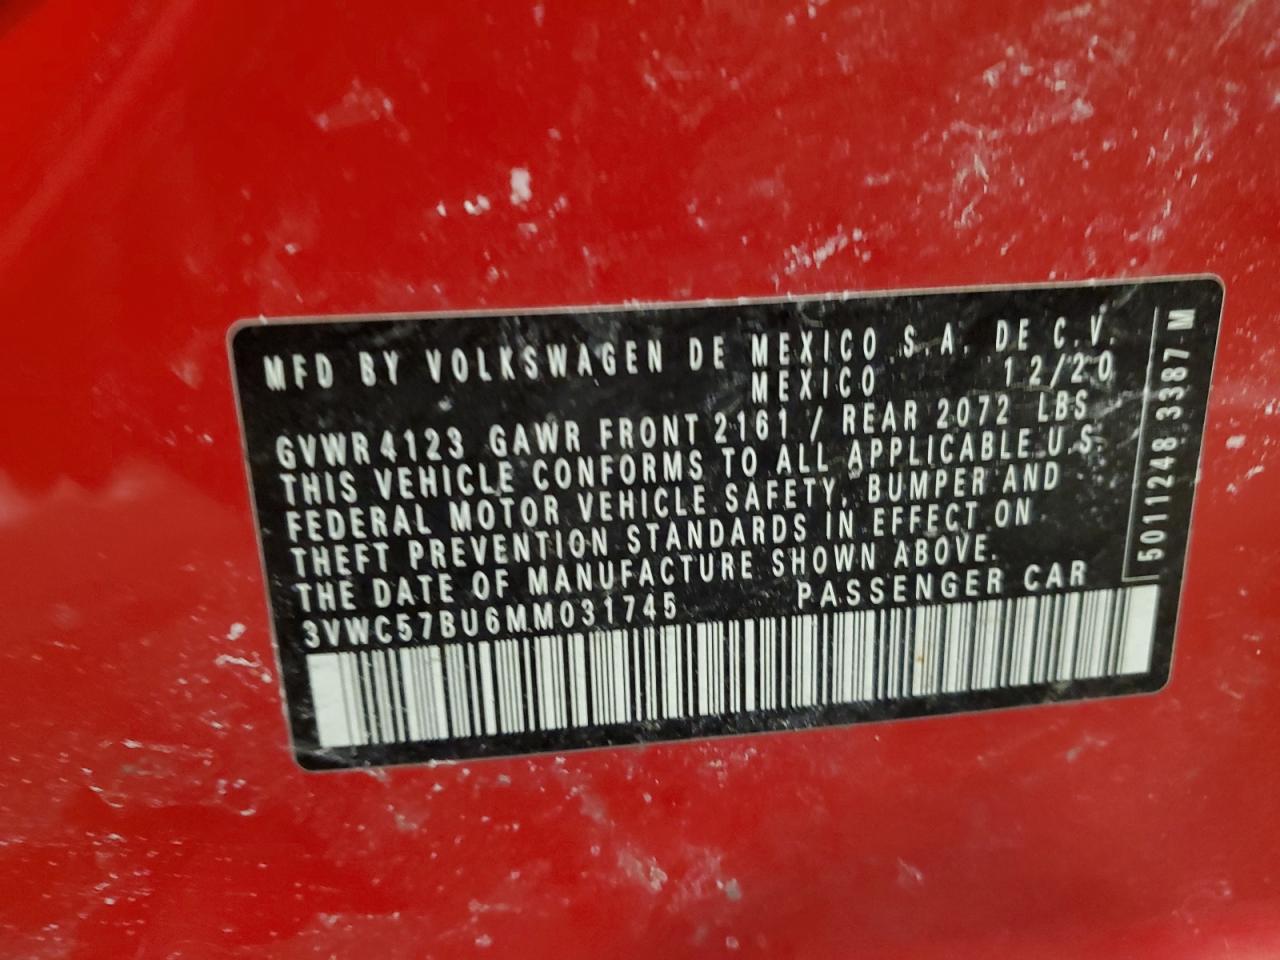 MFD BY VOLKSWAGEN DE MEXICO S.A. DE C.V.
MEXICO 12/20
GVWR 4123 GAWR FRONT 2161 / REAR 2072 LBS
THIS VEHICLE CONFORMS TO ALL APPLICABLE U.S.
FEDERAL MOTOR VEHICLE SAFETY, BUMPER AND
THEFT PREVENTION STANDARDS IN EFFECT ON
THE DATE OF MANUFACTURE SHOWN ABOVE.
3VWC57BU6MM031745 PASSENGER CAR
5011248 3387 M